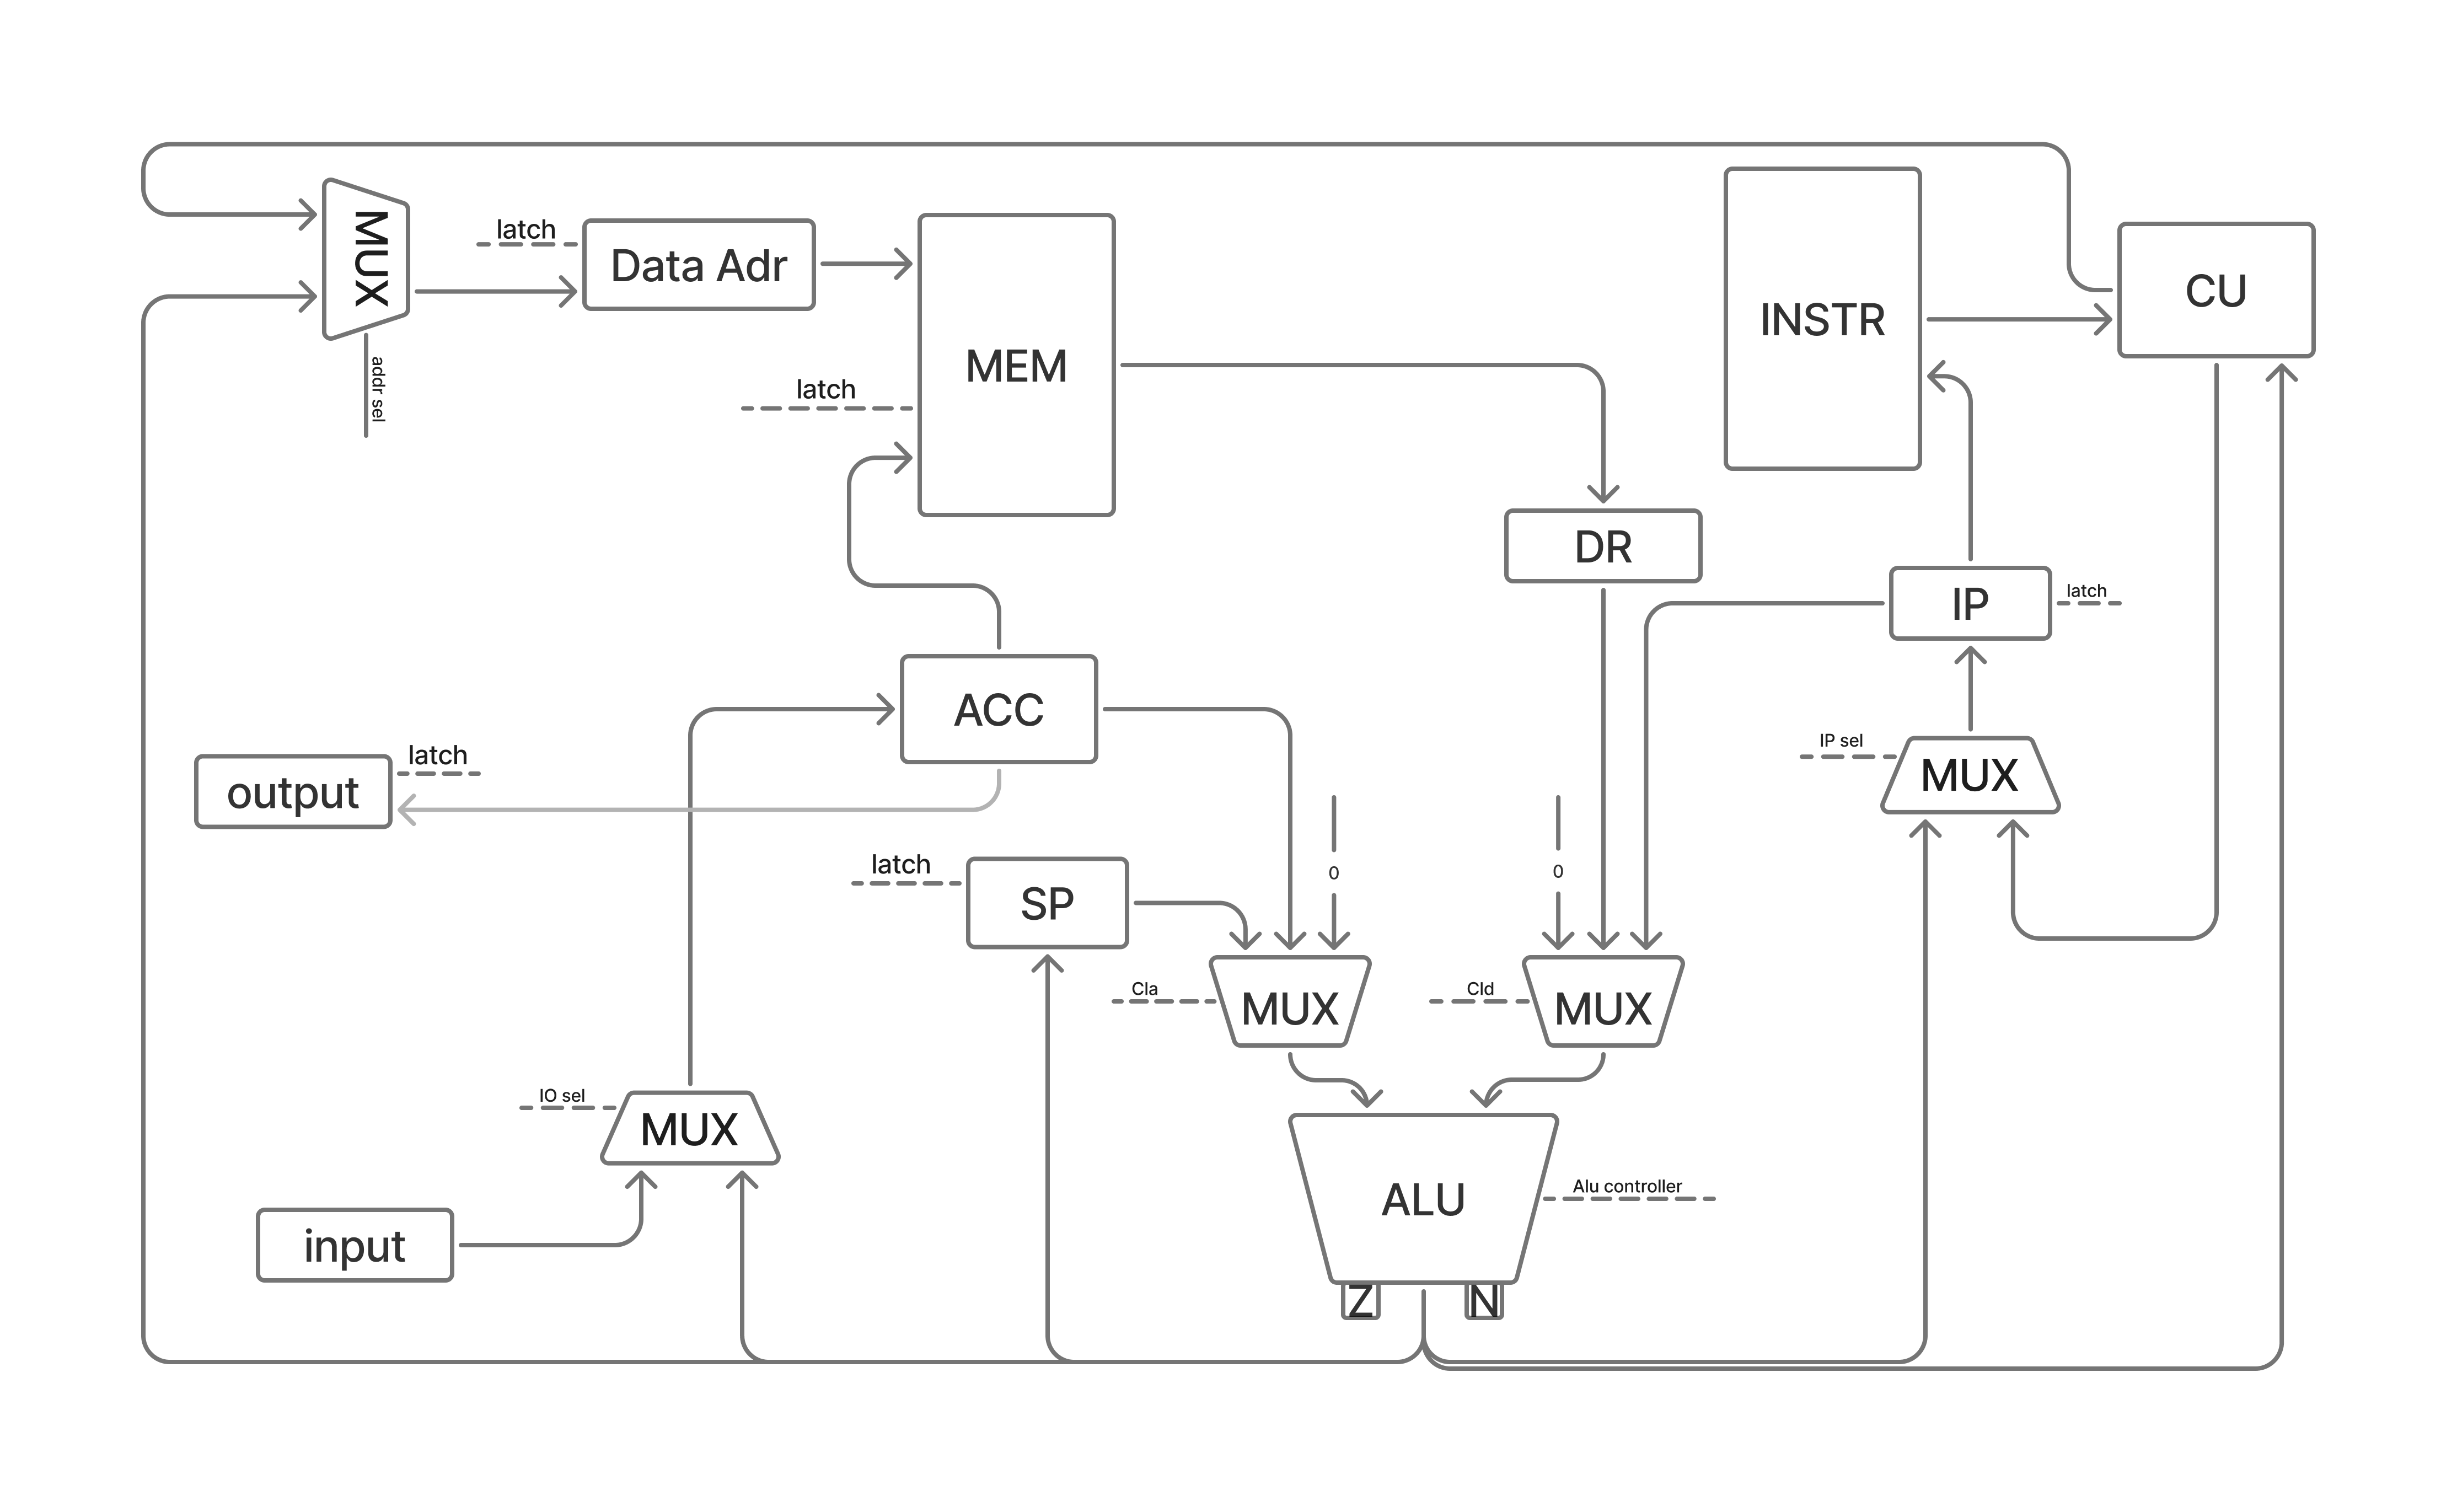 MUX
addr sel
latch
Data Adr
latch
MEM
INSTR
CU
DR
IP
latch
ACC
IP sel
MUX
output
latch
latch
SP
0
0
Cla
MUX
Cld
MUX
IO sel
MUX
input
ALU
Alu controller
Z
N